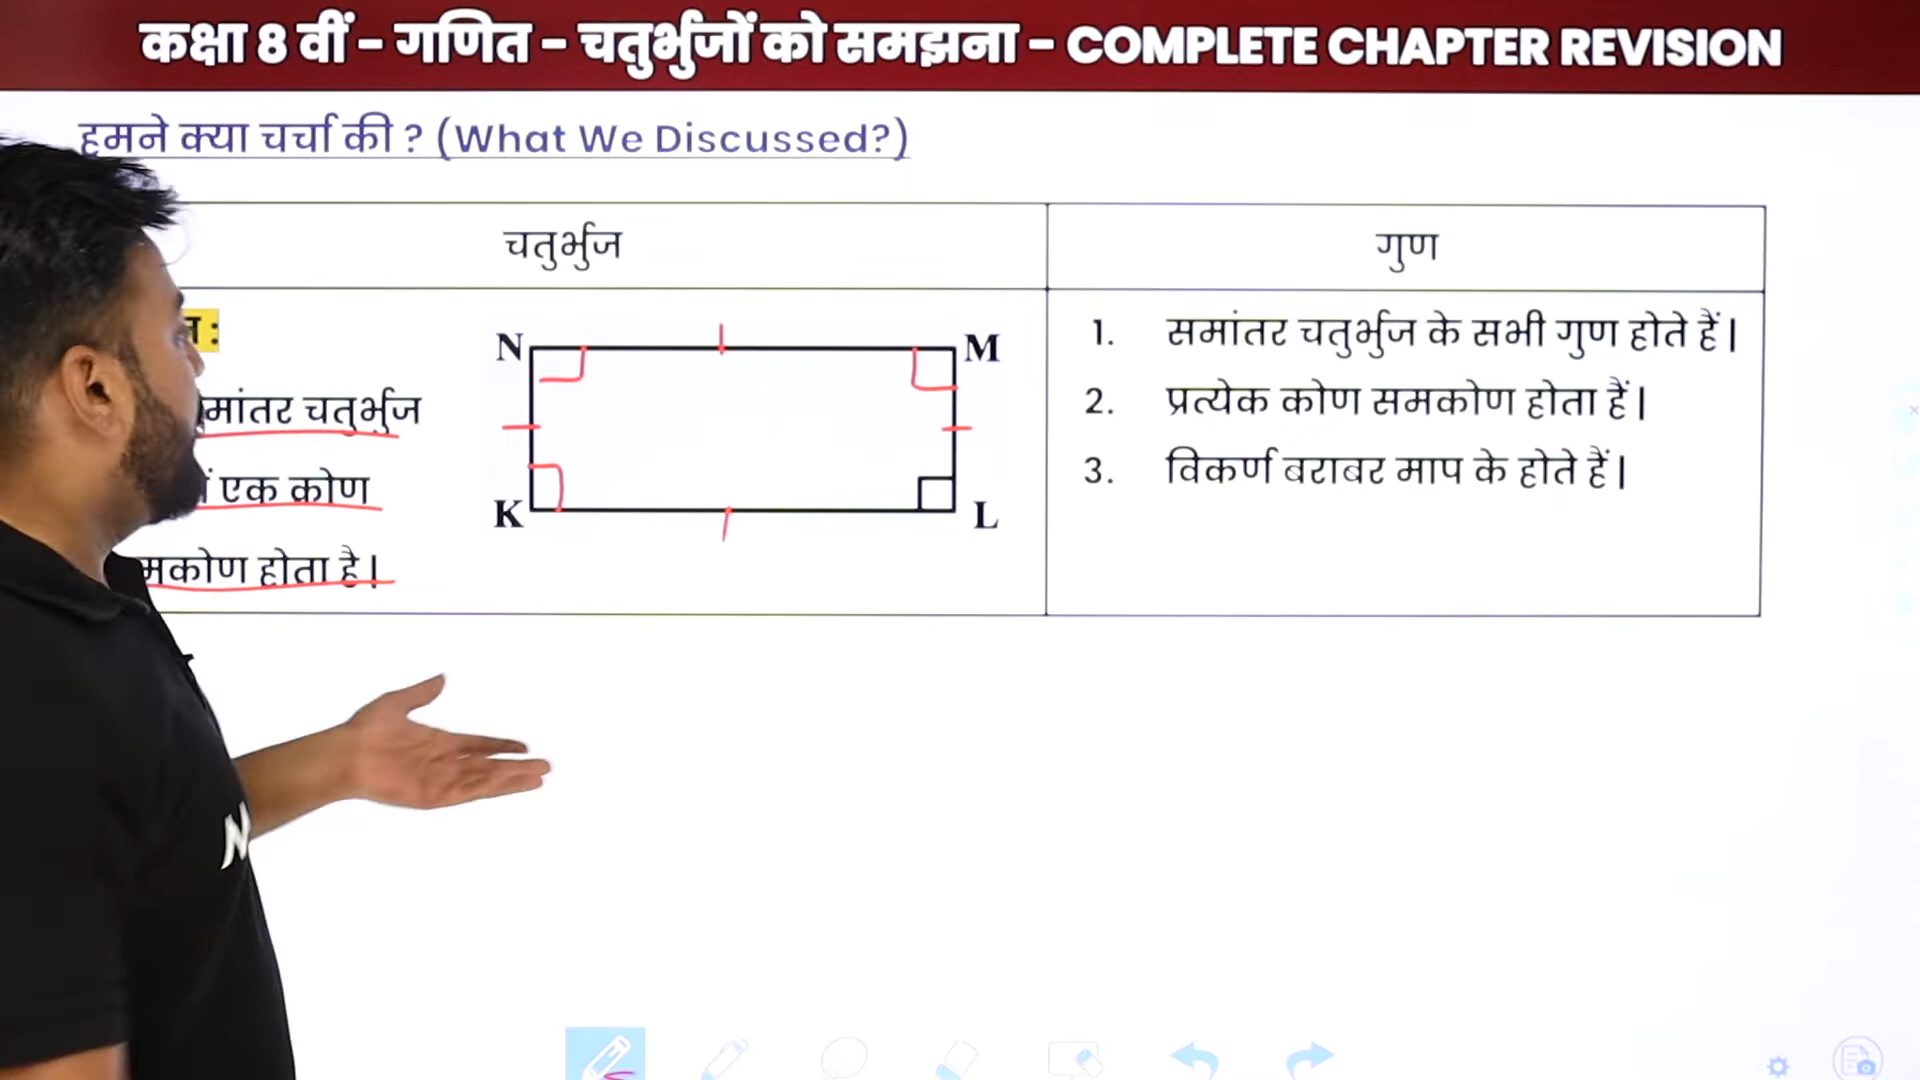 कक्षा 8 वीं – गणित – चतुर्भुजों को समझना – COMPLETE CHAPTER REVISION
हमने क्या चर्चा की ? (What We Discussed?)
चतुर्भुज
गुण
मांतर चतुर्भुज
एक कोण
मकोण होता है।
N
M
K
L
1. समांतर चतुर्भुज के सभी गुण होते हैं।
2. प्रत्येक कोण समकोण होता हैं।
3. विकर्ण बराबर माप के होते हैं।